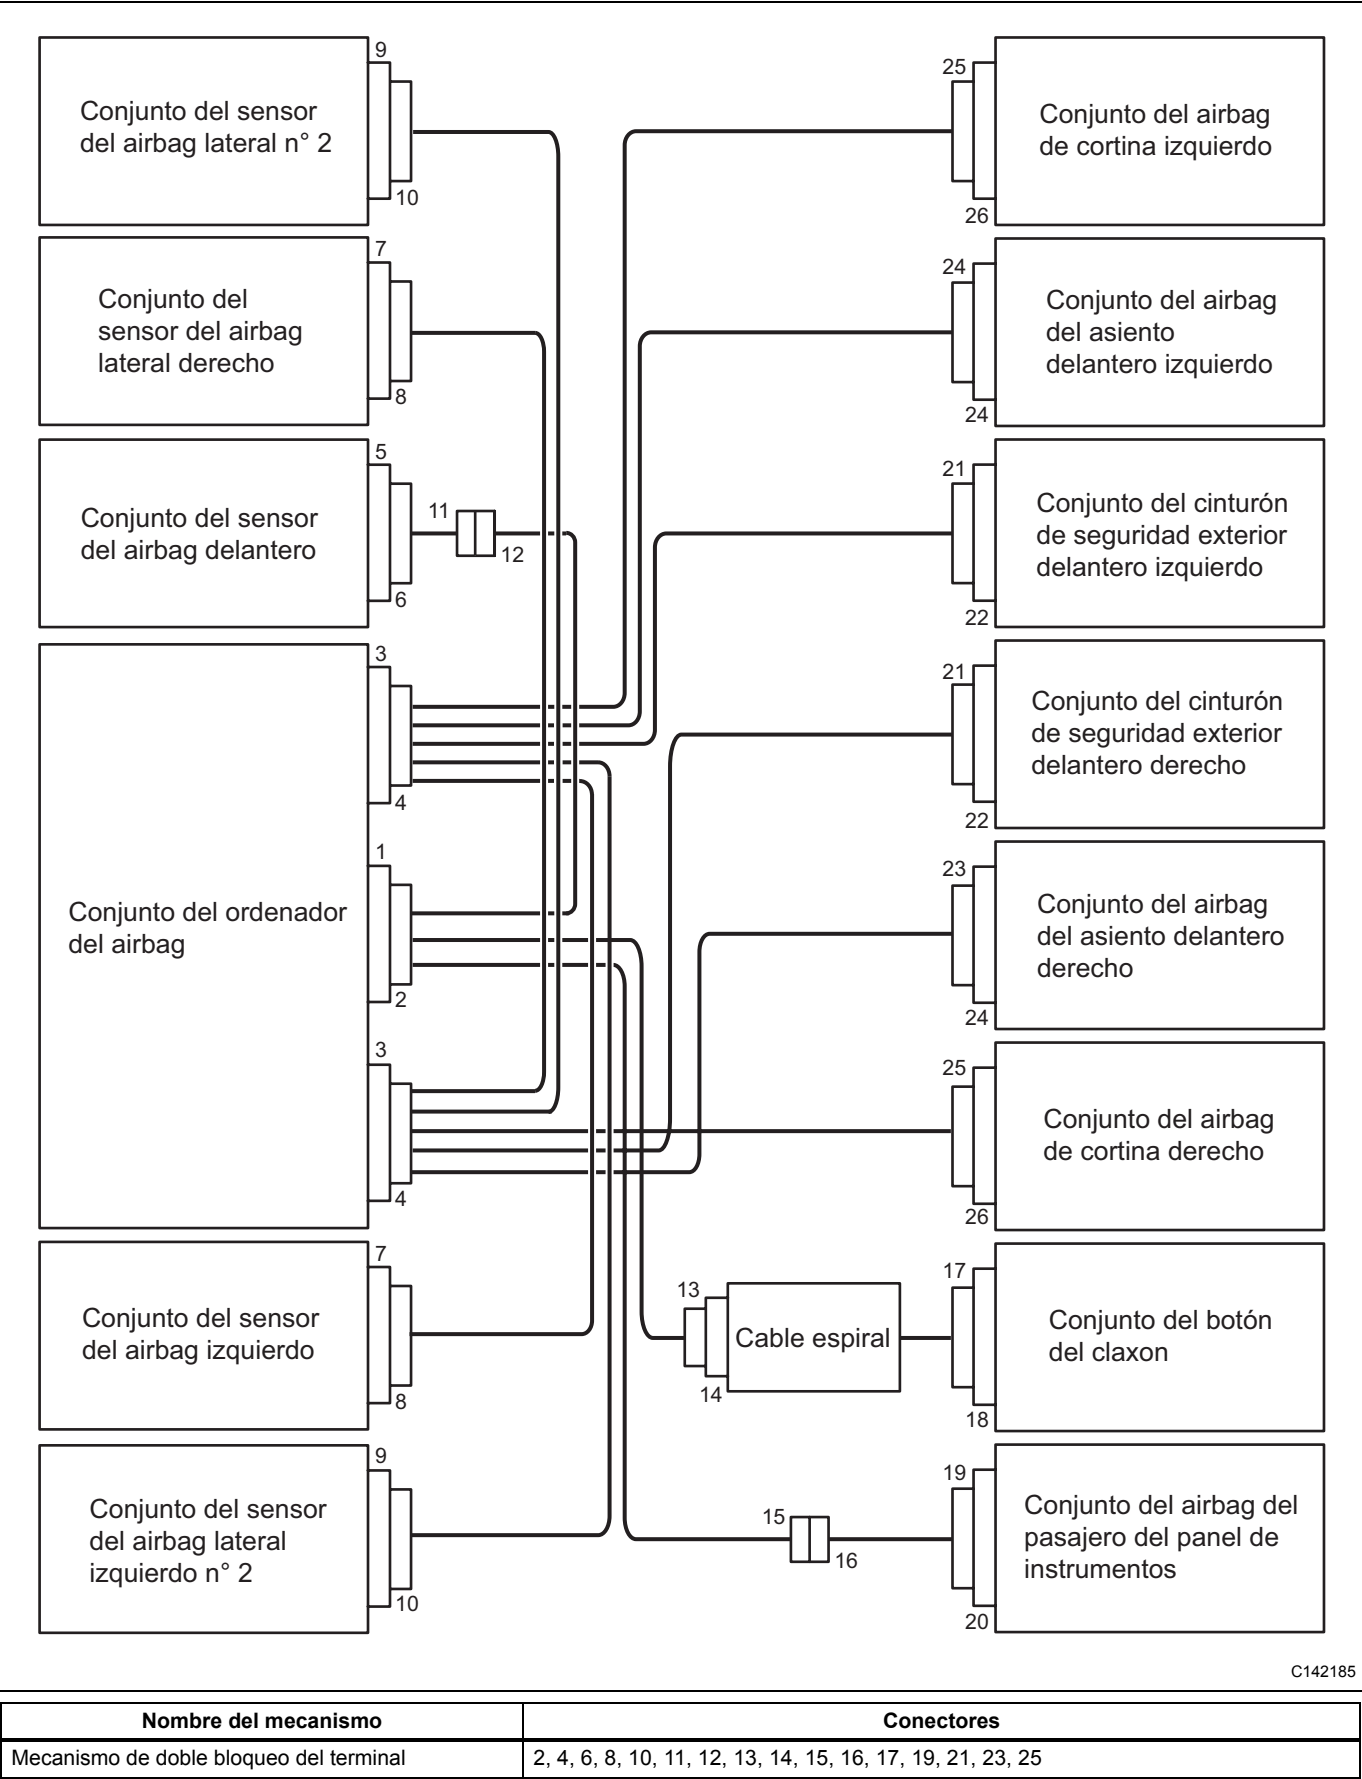 9
Conjunto del sensor
del airbag lateral n° 2
10
7
Conjunto del
sensor del airbag
lateral derecho
8
5
Conjunto del sensor
del airbag delantero
6
11
12
3
4
1
Conjunto del ordenador
del airbag
2
3
4
7
Conjunto del sensor
del airbag izquierdo
8
9
Conjunto del sensor
del airbag lateral
izquierdo n° 2
10
25
Conjunto del airbag
de cortina izquierdo
26
24
Conjunto del airbag
del asiento
delantero izquierdo
24
21
Conjunto del cinturón
de seguridad exterior
delantero izquierdo
22
21
Conjunto del cinturón
de seguridad exterior
delantero derecho
22
23
Conjunto del airbag
del asiento delantero
derecho
24
25
Conjunto del airbag
de cortina derecho
26
13
Cable espiral
14
17
Conjunto del botón
del claxon
18
15
16
19
Conjunto del airbag del
pasajero del panel de
instrumentos
20
C142185
Nombre del mecanismo Conectores
Mecanismo de doble bloqueo del terminal 2, 4, 6, 8, 10, 11, 12, 13, 14, 15, 16, 17, 19, 21, 23, 25